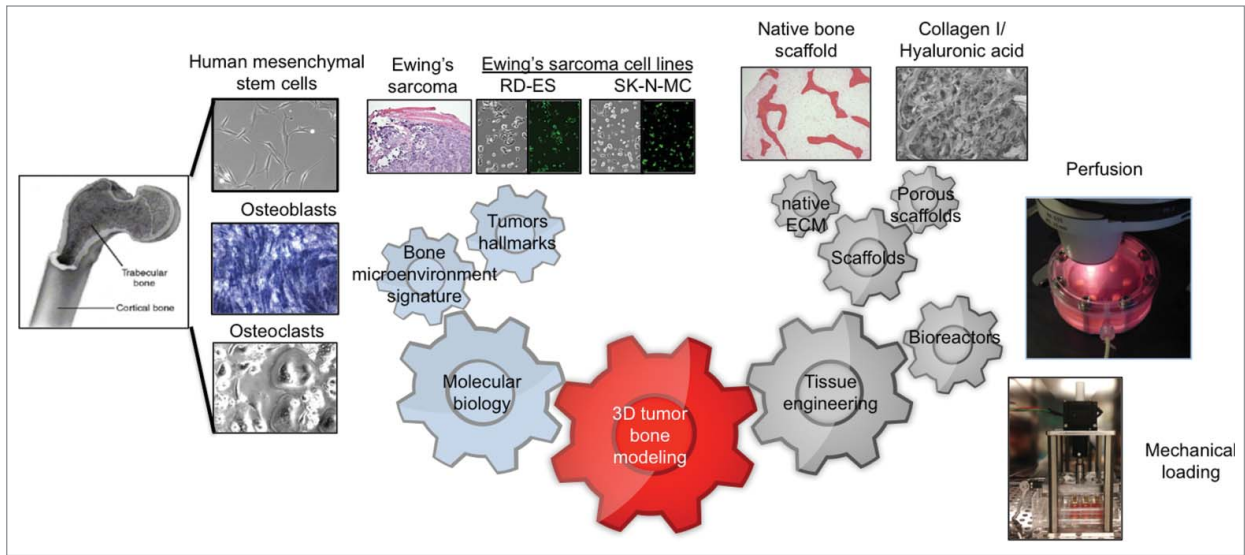 Human mesenchymal
stem cells
Ewing's
sarcoma
Ewing's sarcoma cell lines
RD-ES
SK-N-MC
Native bone
scaffold
Collagen I/
Hyaluronic acid
Trabecular
bone
Cortical bone
Osteoblasts
Osteoclasts
Tumors
hallmarks
Bone
microenvironment
signature
Molecular
biology
3D tumor
bone
modeling
Tissue
engineering
native
ECM
Porous
scaffolds
Scaffolds
Bioreactors
Perfusion
Mechanical
loading